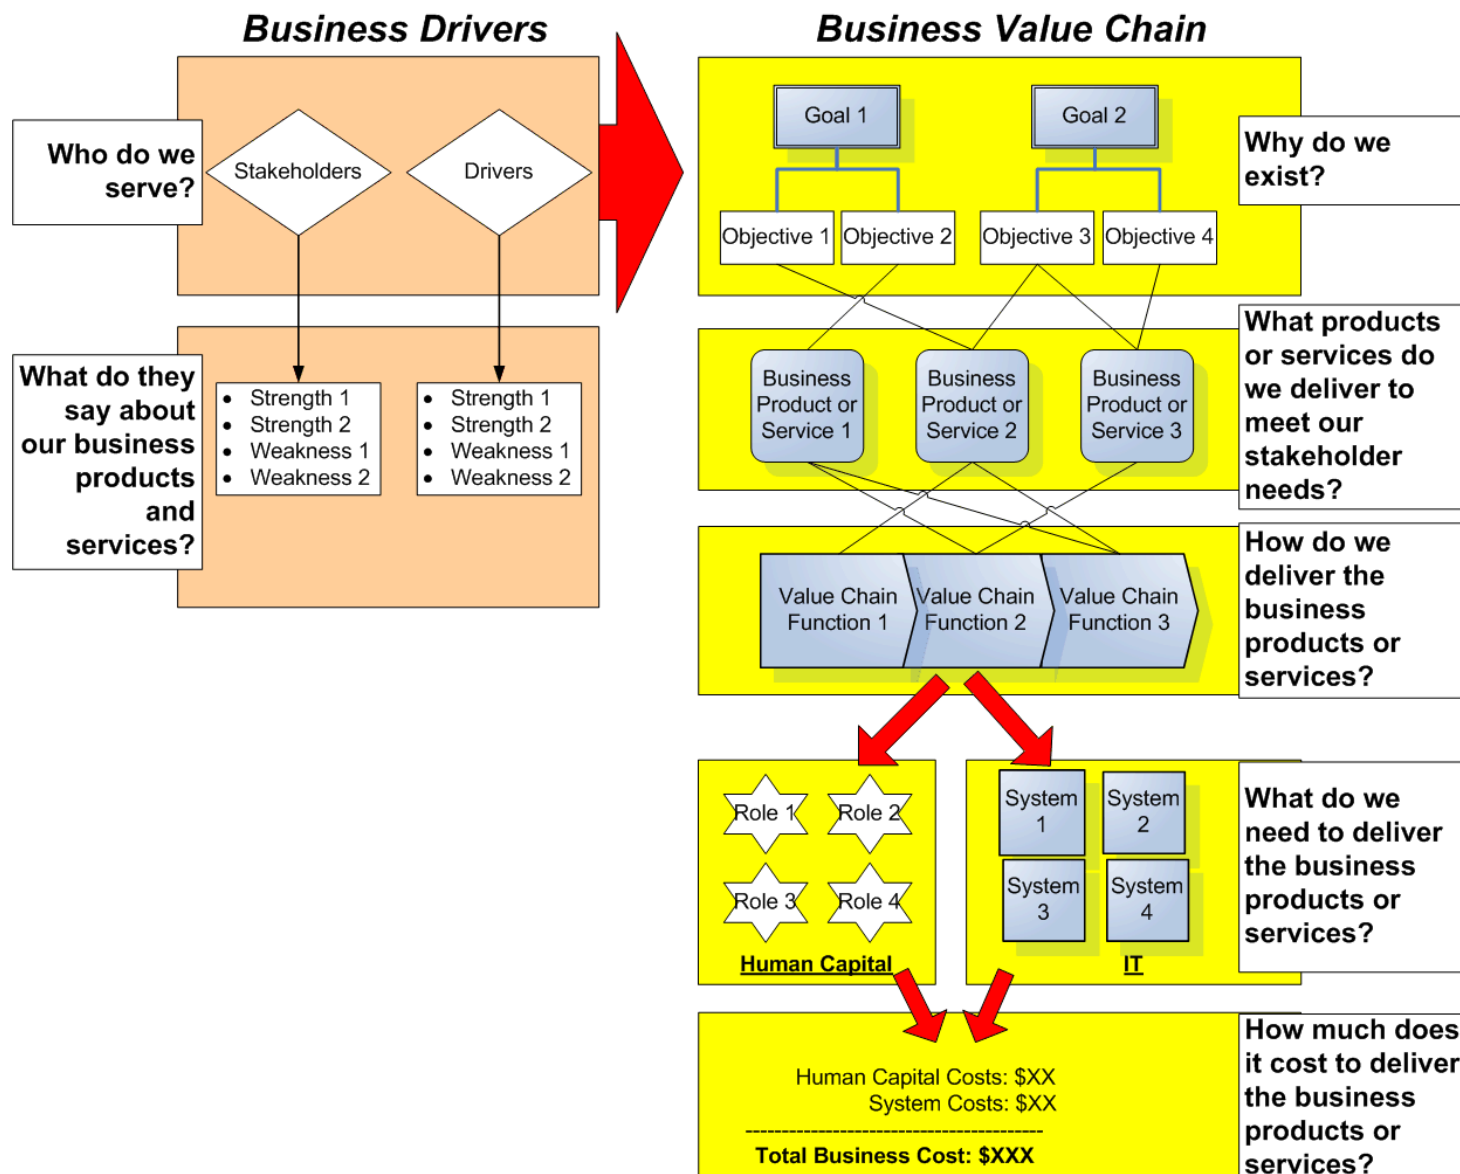 Business Drivers
Who do we
serve?
Stakeholders
Drivers
What do they
say about
our business
products
and
services?
• Strength 1
• Strength 2
• Weakness 1
• Weakness 2
• Strength 1
• Strength 2
• Weakness 1
• Weakness 2
Business Value Chain
Goal 1
Goal 2
Objective 1
Objective 2
Objective 3
Objective 4
Why do we
exist?
Business
Product or
Service 1
Business
Product or
Service 2
Business
Product or
Service 3
What products
or services do
we deliver to
meet our
stakeholder
needs?
Value Chain
Function 1
Value Chain
Function 2
Value Chain
Function 3
How do we
deliver the
business
products or
services?
Role 1
Role 2
Role 3
Role 4
Human Capital
System
1
System
2
System
3
System
4
IT
What do we
need to deliver
the business
products or
services?
Human Capital Costs: $XX
System Costs: $XX
-----------------------------------------
Total Business Cost: $XXX
How much does
it cost to deliver
the business
products or
services?